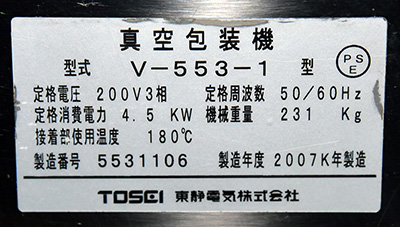 真空包装機
型式 V-553-1 型
PSE
定格電圧 200V3相 定格周波数 50/60Hz
定格消費電力 4.5 KW 機械重量 231 Kg
接着部使用温度 180℃
製造番号 5531106 製造年度 2007K年製造
TOSEI 東静電気株式会社